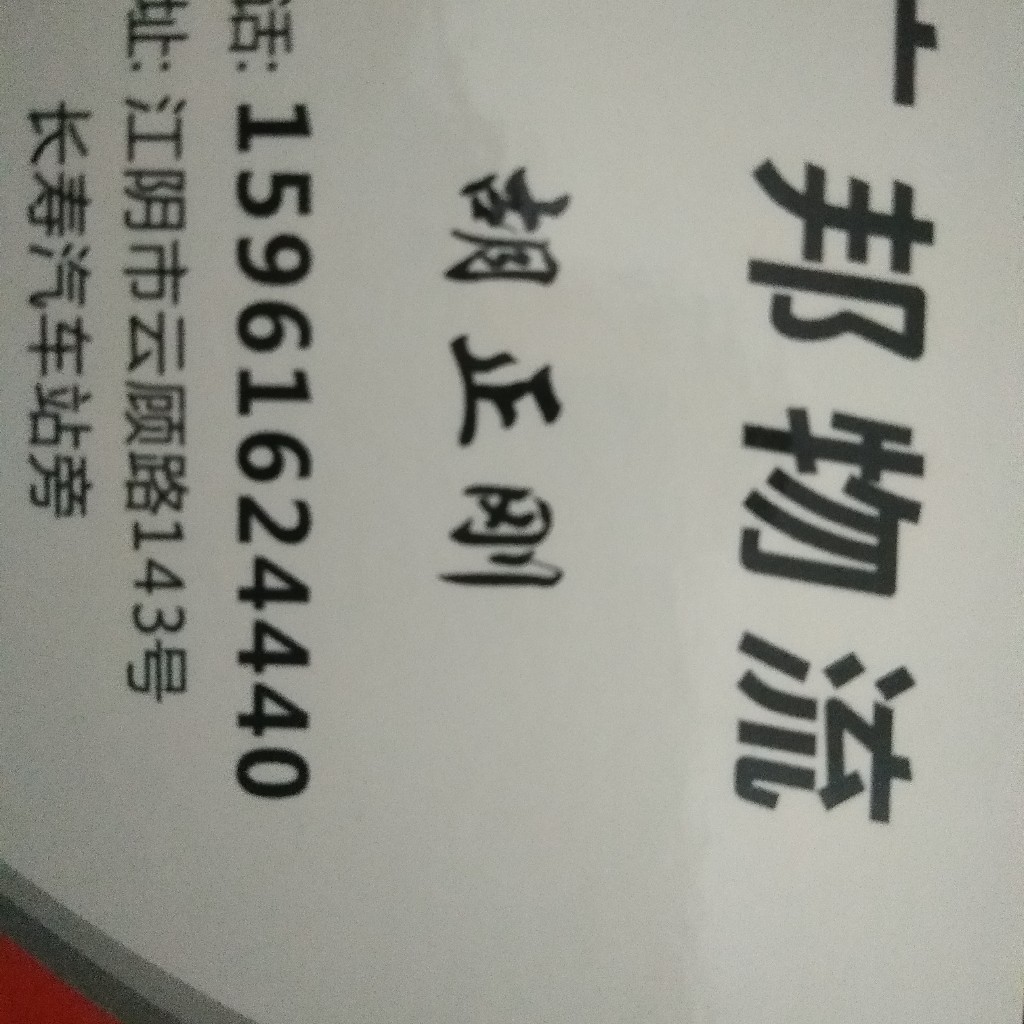 广邦物流
胡正刚
话: 15961624440
址: 江阴市云顾路143号
长寿汽车站旁